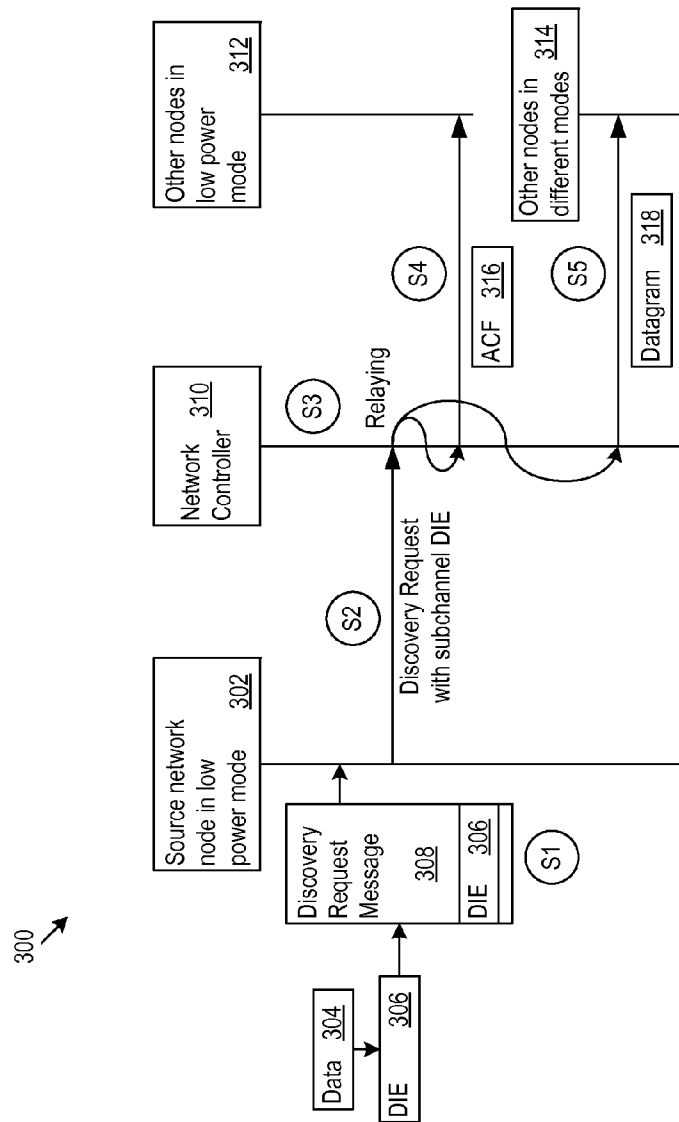 300
Source network
node in low
power mode 302
Network
Controller 310
Other nodes in
low power
mode 312
Data 304
DIE 306
Discovery
Request
Message
308
DIE 306
S1
S2
Discovery Request
with subchannel DIE
S3
Relaying
S4
ACF 316
Other nodes in
different modes
314
S5
Datagram
318